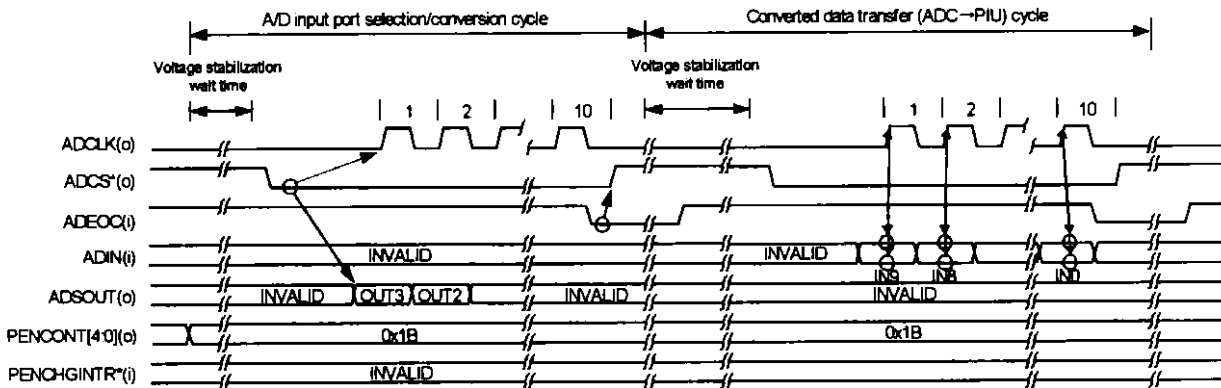 A/D input port selection/conversion cycle
Converted data transfer (ADC→PIU) cycle
Voltage stabilization
wait time
Voltage stabilization
wait time
1 2 10 1 2 10
ADCLK(o)
ADCS*(o)
ADEOC(i)
ADIN(i) INVALID INVALID
IN9 IN8 IN0
ADSOUT(o) INVALID OUT3 OUT2 INVALID INVALID
PENCONT[4:0](o) 0x1B 0x1B
PENCHGINTR*(i) INVALID